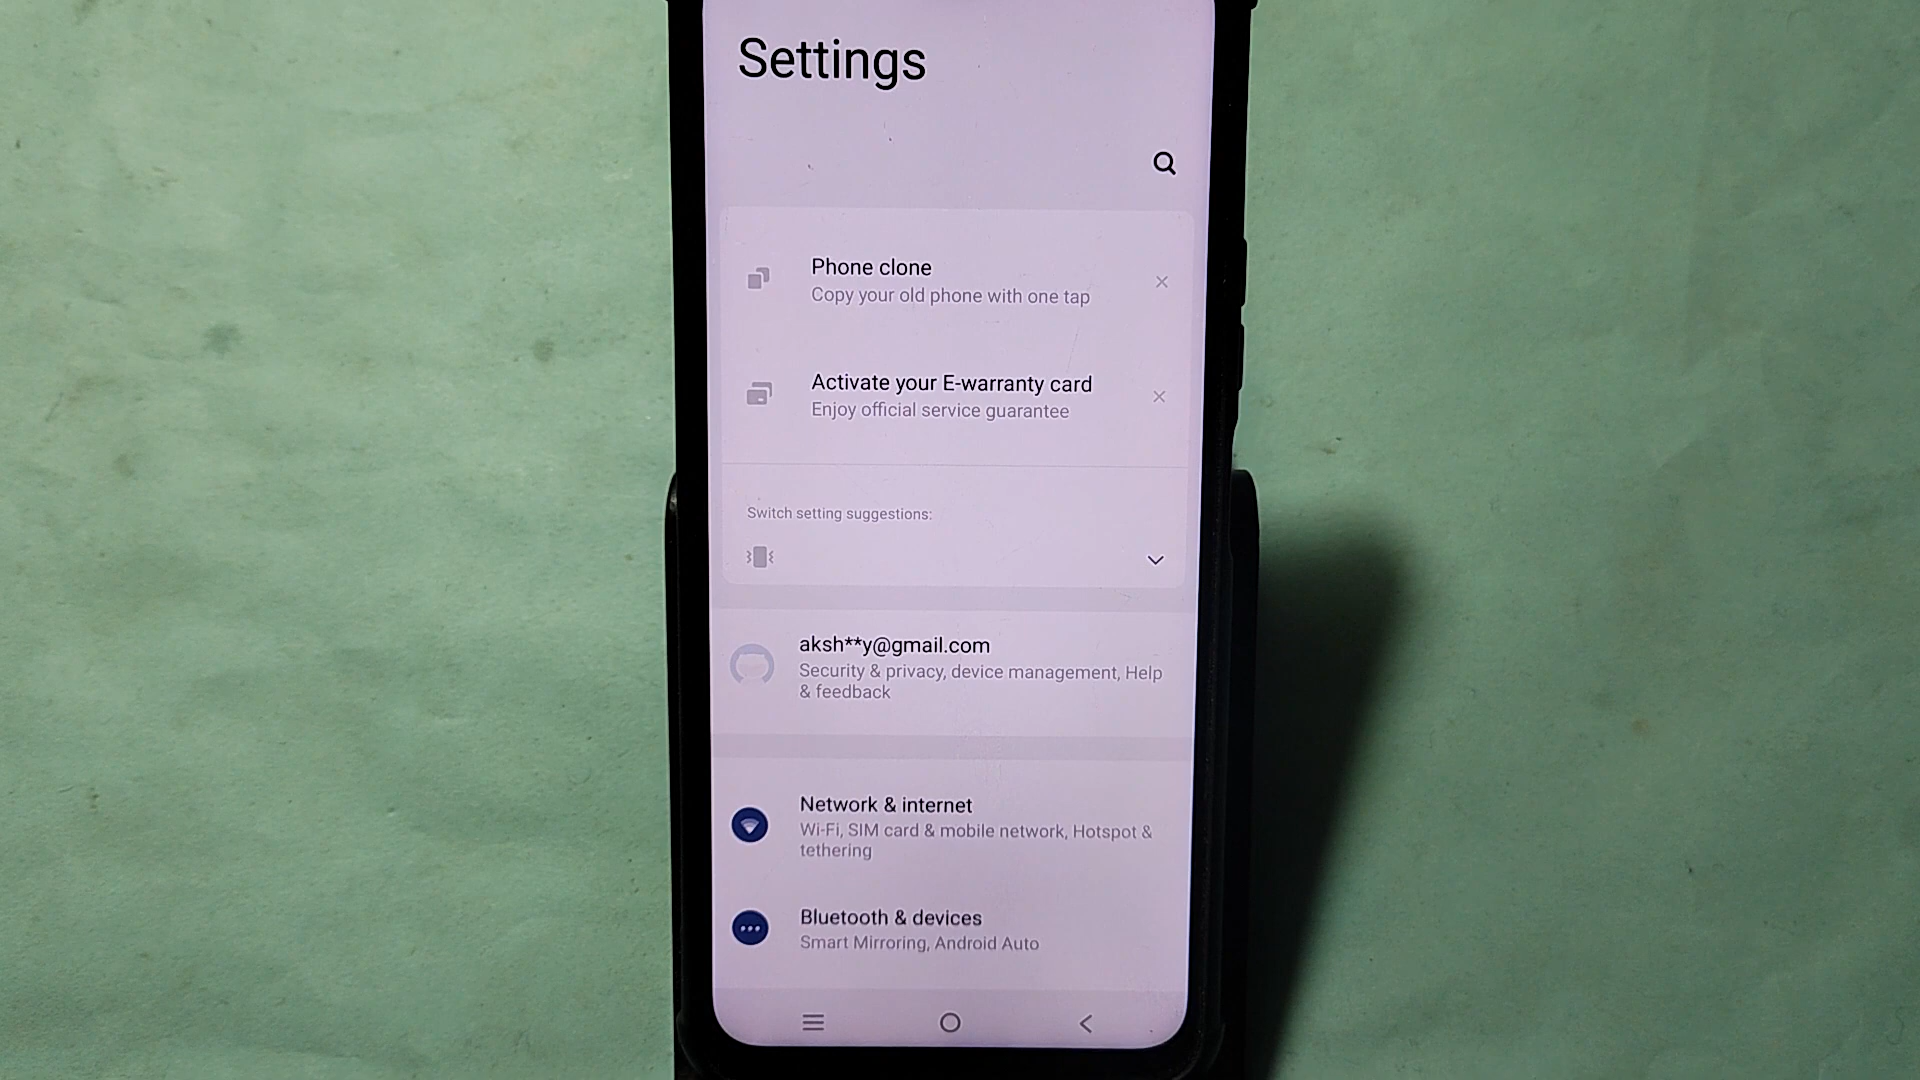 Settings
Phone clone
Copy your old phone with one tap
Activate your E-warranty card
Enjoy official service guarantee
Switch setting suggestions:
aksh**y@gmail.com
Security & privacy, device management, Help
& feedback
Network & internet
Wi-Fi, SIM card & mobile network, Hotspot &
tethering
Bluetooth & devices
Smart Mirroring, Android Auto